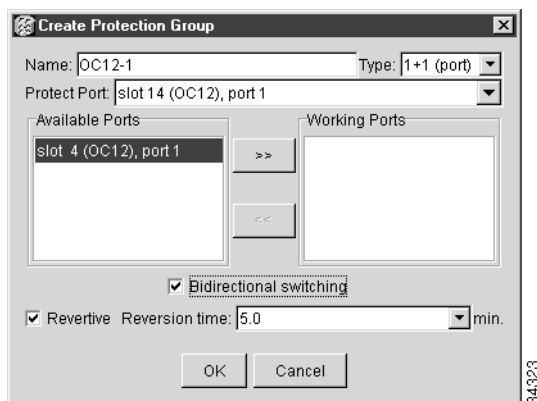 Create Protection Group
Name: OC12-1 Type: 1+1 (port)
Protect Port: slot 14 (OC12), port 1
Available Ports Working Ports
slot 4 (OC12), port 1
>>
<<
Bidirectional switching
Revertive Reversion time: 5.0 min.
OK Cancel
34323